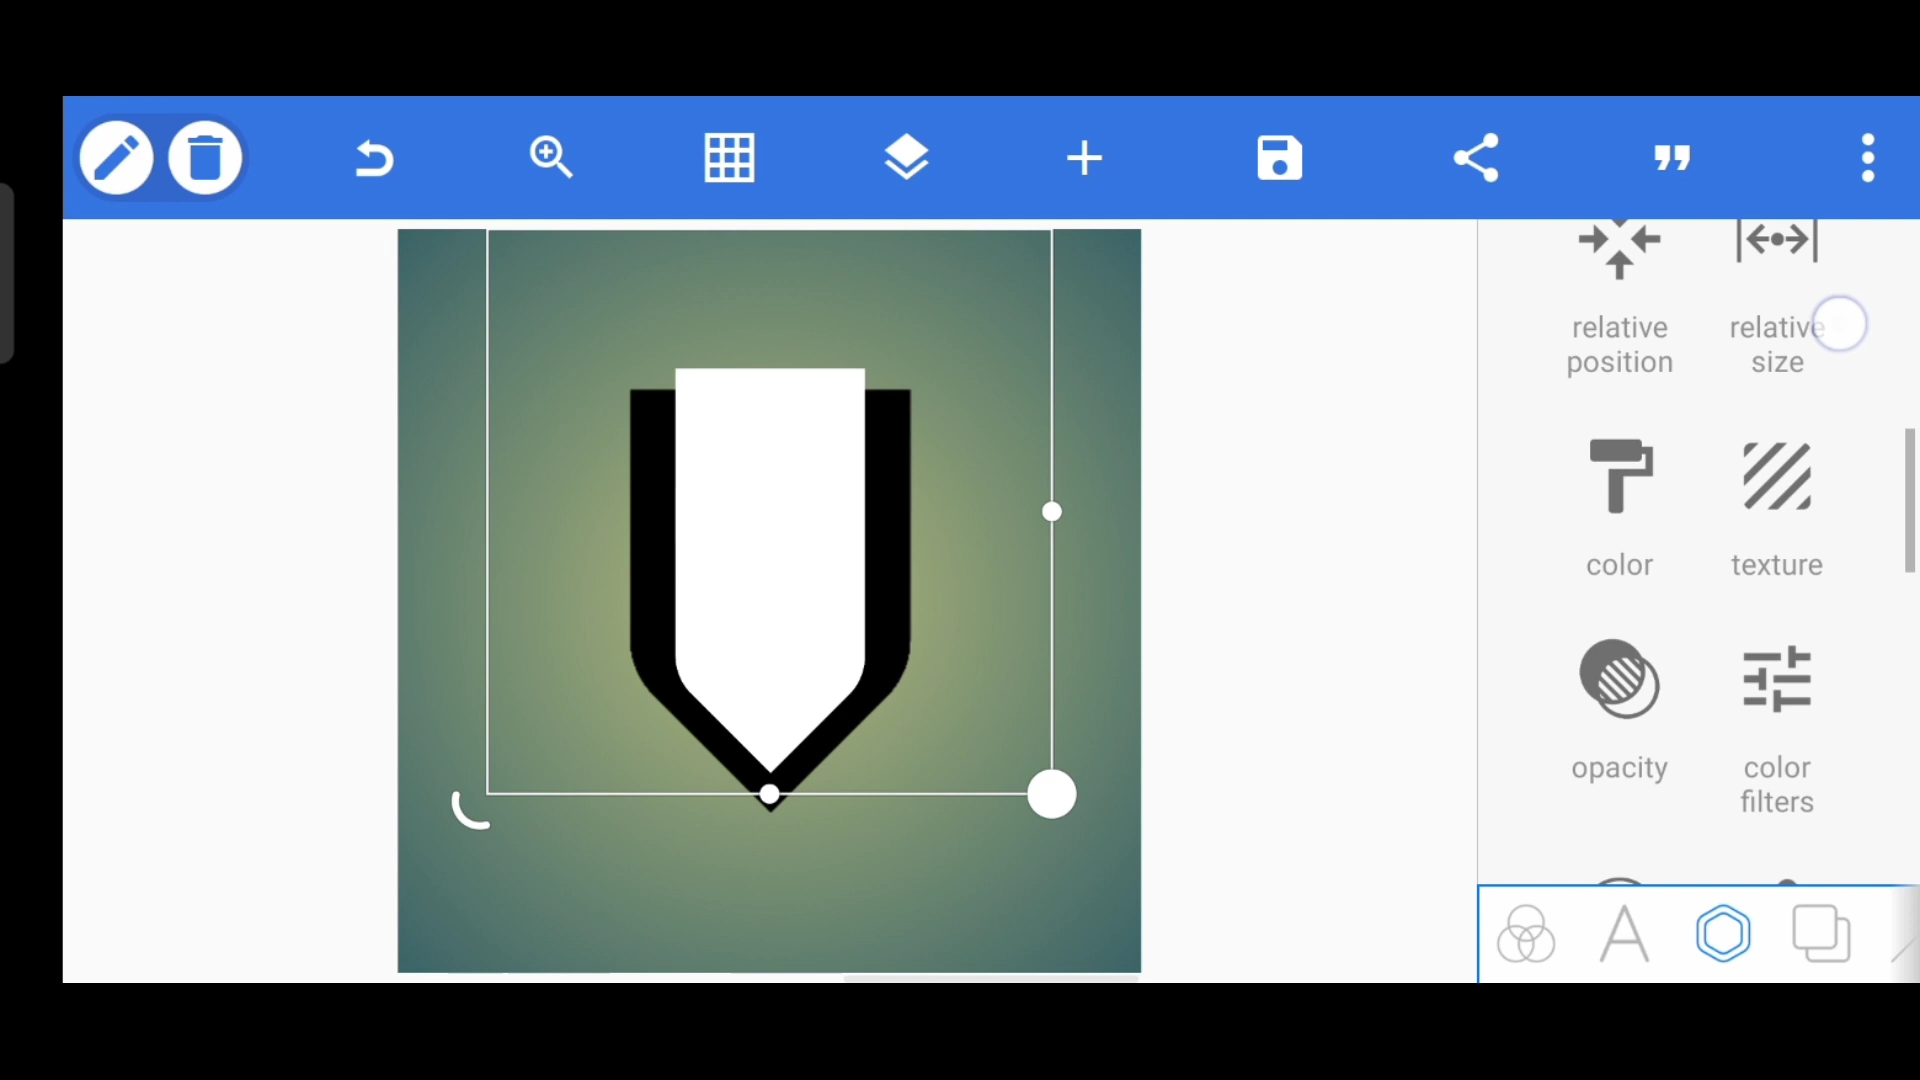 relative
position
relative
size
color
texture
opacity
color
filters